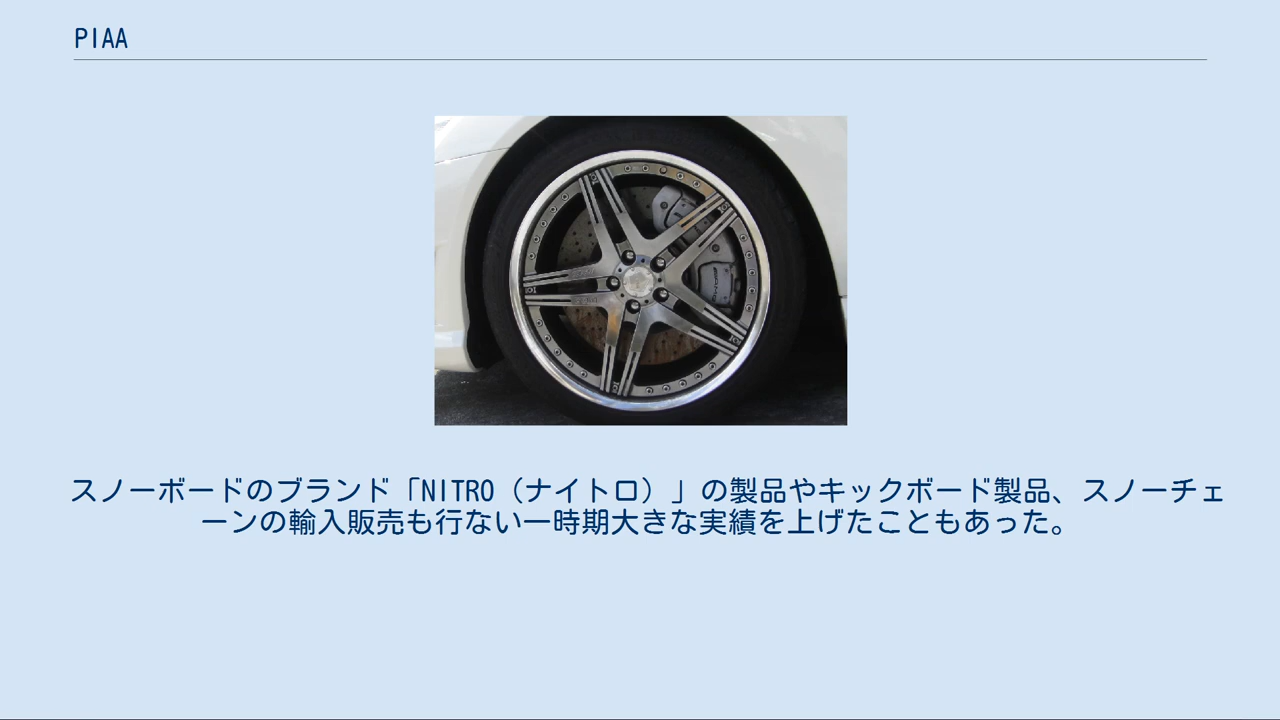 PIAA
スノーボードのブランド「NITRO（ナイトロ）」の製品やキックボード製品、スノーチェ
ーンの輸入販売も行ない一時期大きな実績を上げたこともあった。